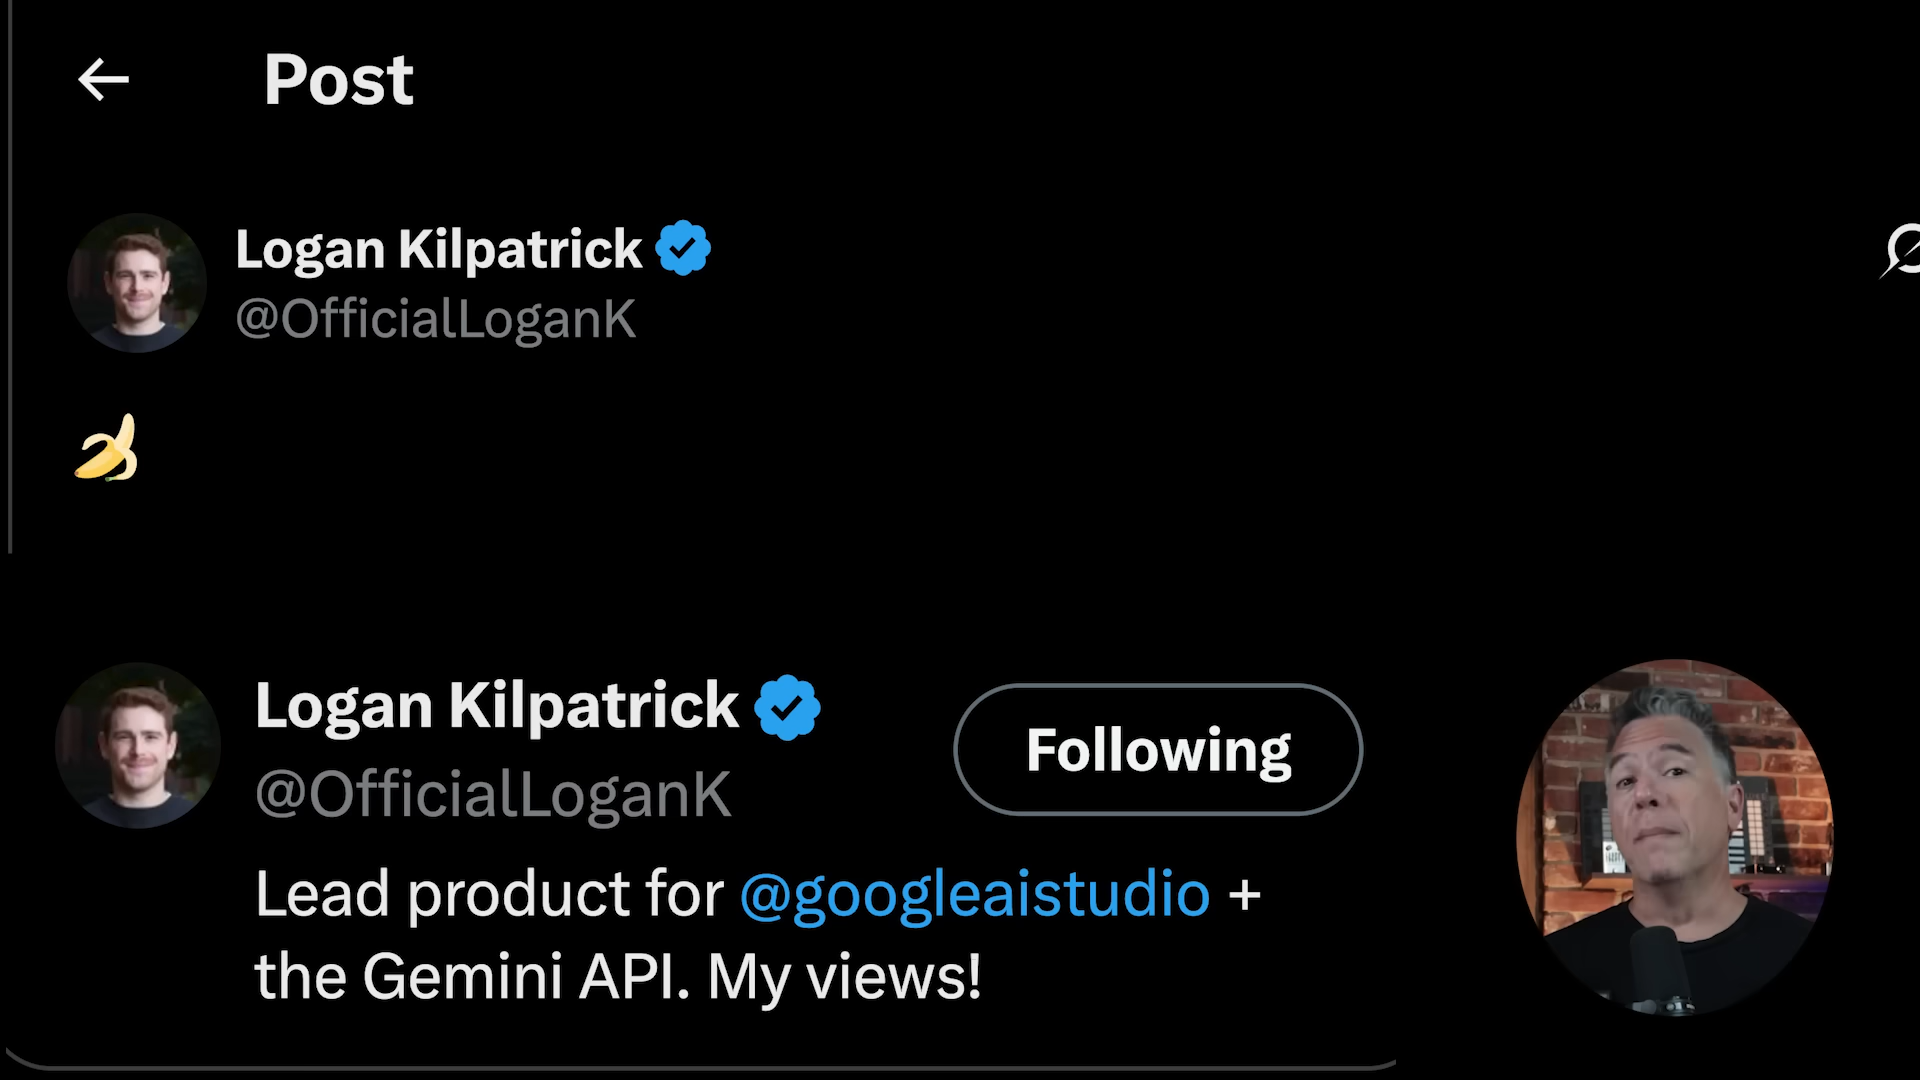 Post
Logan Kilpatrick
@OfficialLoganK
🍌
Logan Kilpatrick
@OfficialLoganK
Following
Lead product for @googleaistudio +
the Gemini API. My views!